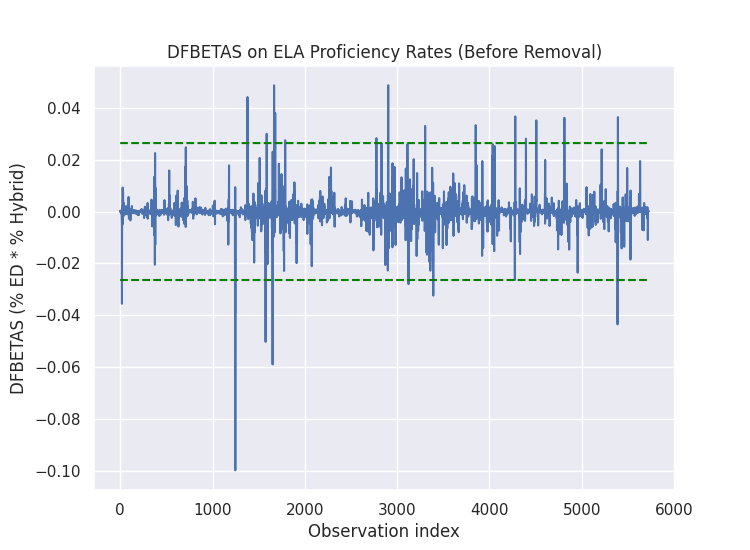 DFBETAS on ELA Proficiency Rates (Before Removal)
DFBETAS (% ED * % Hybrid)
0.04
0.02
0.00
−0.02
−0.04
−0.06
−0.08
−0.10
0 1000 2000 3000 4000 5000 6000
Observation index